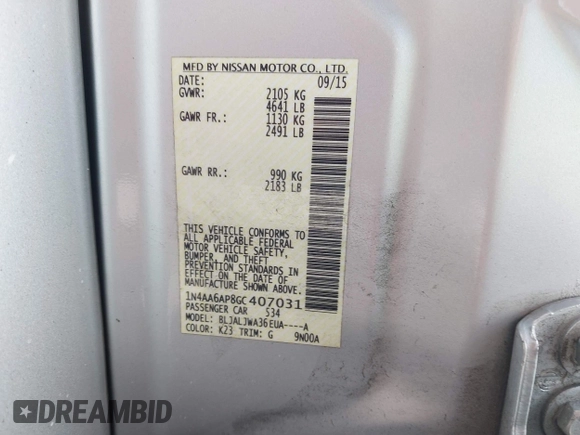 MFD BY NISSAN MOTOR CO., LTD.
DATE: 09/15
GVWR: 2105 KG
4641 LB
GAWR FR.: 1130 KG
2491 LB
GAWR RR.: 990 KG
2183 LB
THIS VEHICLE CONFORMS TO
ALL APPLICABLE FEDERAL
MOTOR VEHICLE SAFETY,
BUMPER, AND THEFT
PREVENTION STANDARDS IN
EFFECT ON THE DATE OF
MANUFACTURE SHOWN ABOVE.
1N4AA6AP8GC407031
PASSENGER CAR 534
MODEL: BLJALJWA36EUA----A
COLOR: K23 TRIM: G 9N00A
DREAMBID